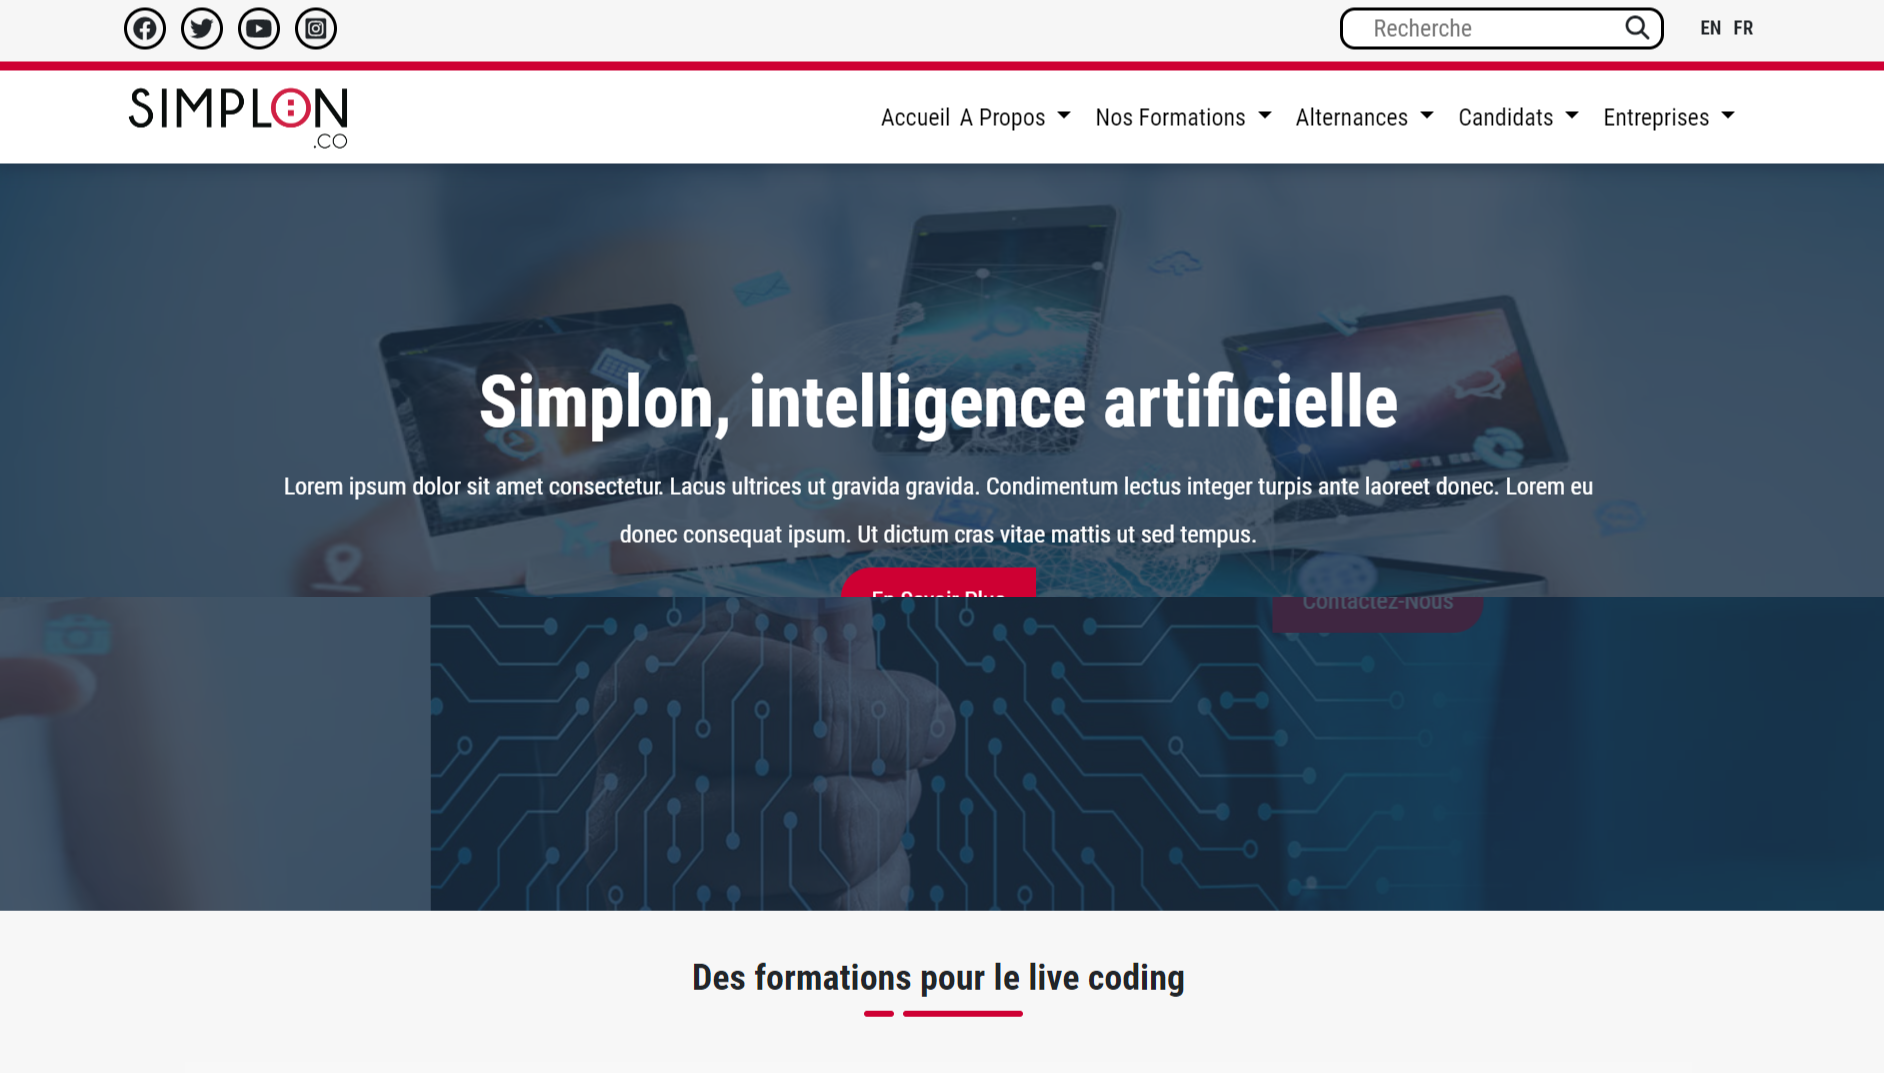 Recherche
EN FR
SIMPLON
.CO
Accueil A Propos Nos Formations Alternances Candidats Entreprises
Simplon, intelligence artificielle
Lorem ipsum dolor sit amet consectetur. Lacus ultrices ut gravida gravida. Condimentum lectus integer turpis ante laoreet donec. Lorem eu
donec consequat ipsum. Ut dictum cras vitae mattis ut sed tempus.
En Savoir Plus
Contactez-Nous
Des formations pour le live coding